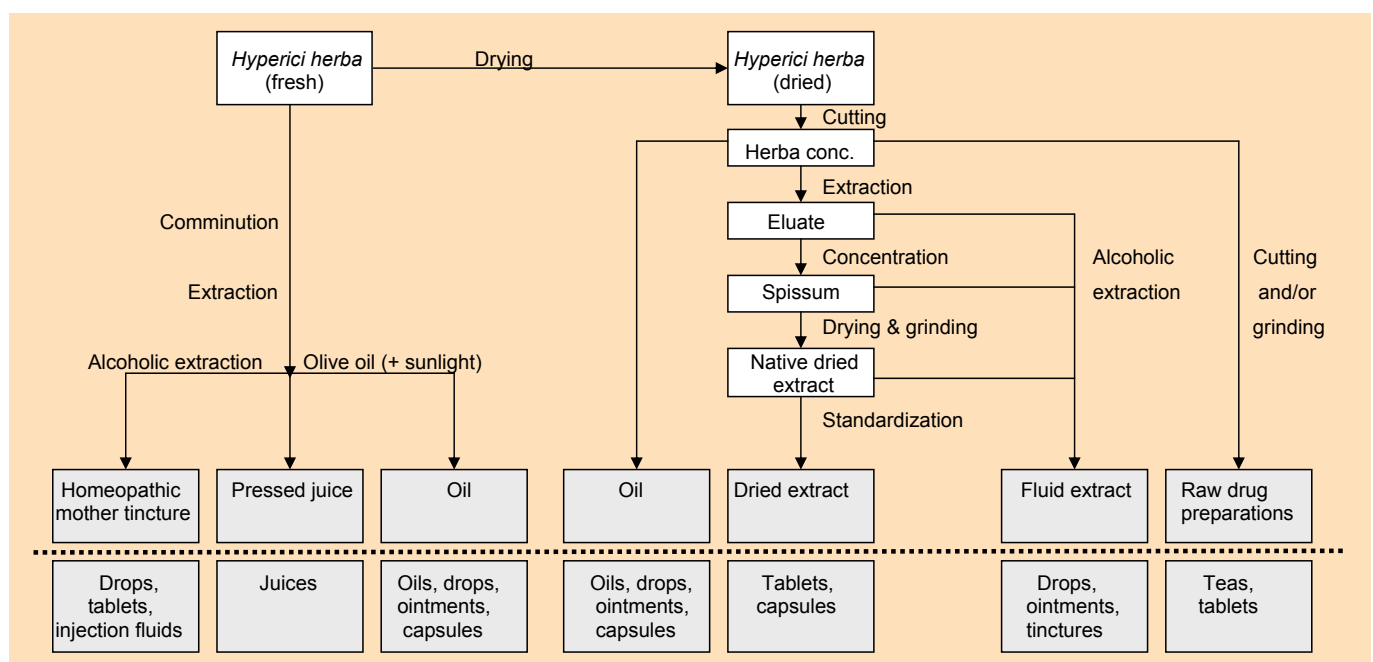 Hyperici herba
(fresh)
Drying
Hyperici herba
(dried)
Cutting
Herba conc.
Extraction
Eluate
Comminution
Concentration
Alcoholic
extraction
Cutting
and/or
grinding
Extraction
Spissum
Drying & grinding
Native dried
extract
Alcoholic extraction
Olive oil (+ sunlight)
Standardization
Homeopathic
mother tincture
Pressed juice
Oil
Oil
Dried extract
Fluid extract
Raw drug
preparations
Drops,
tablets,
injection fluids
Juices
Oils, drops,
ointments,
capsules
Oils, drops,
ointments,
capsules
Tablets,
capsules
Drops,
ointments,
tinctures
Teas,
tablets